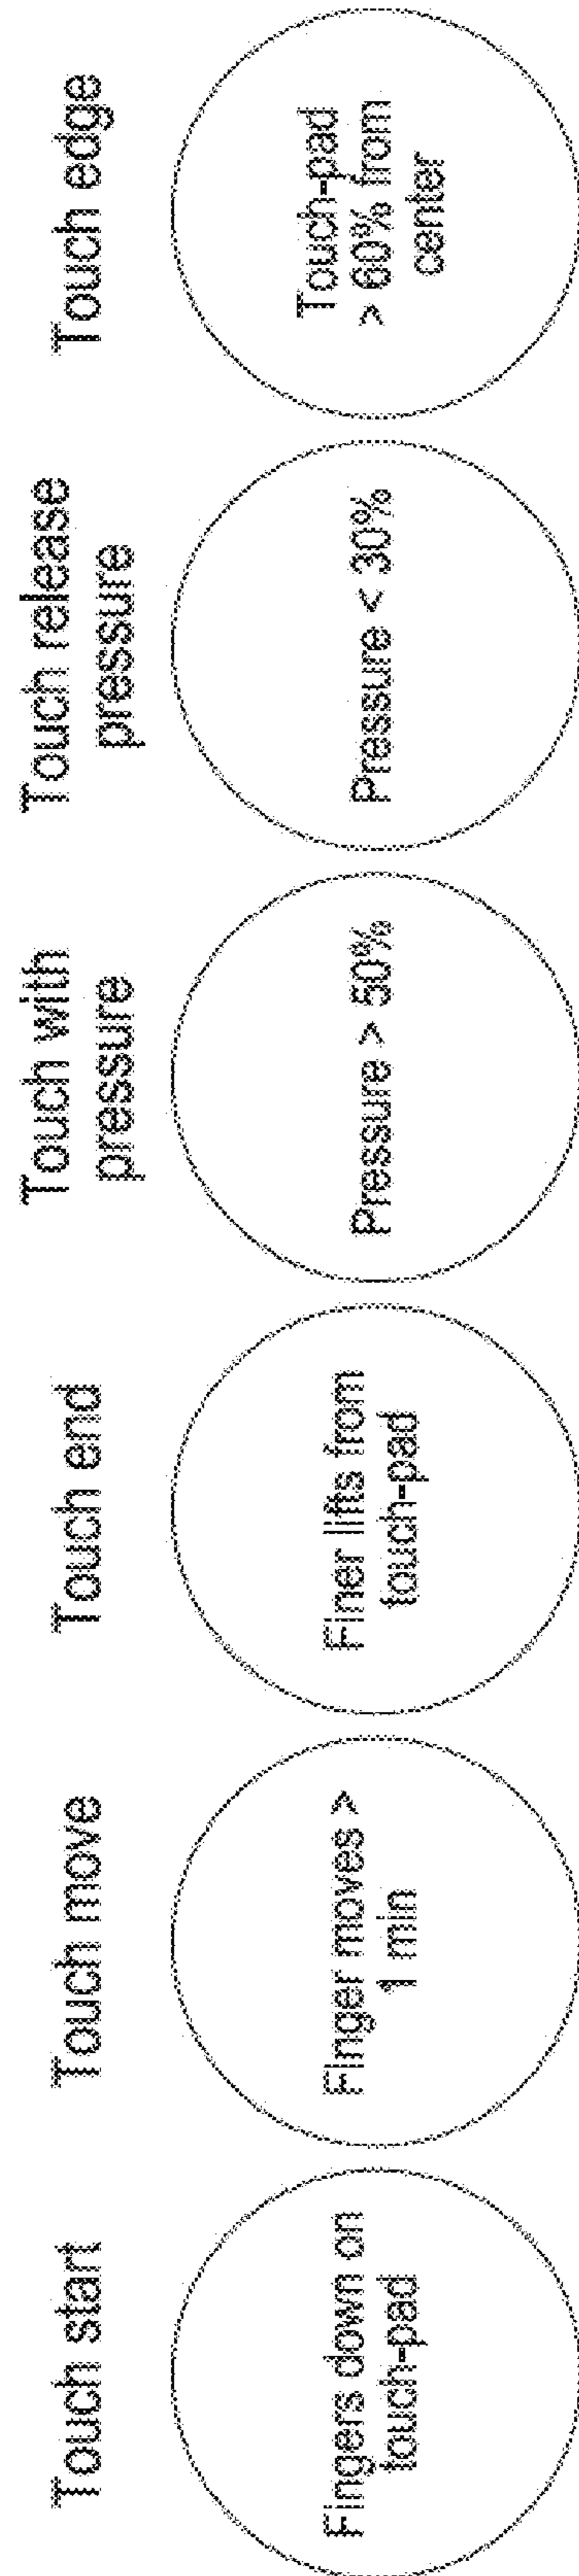 Touch start
Fingers down on
touch-pad
Touch move
Finger moves >
1 min
Touch end
Finer lifts from
touch-pad
Touch with
pressure
Pressure > 50%
Touch release
pressure
Pressure < 30%
Touch edge
Touch-pad
> 60% from
center